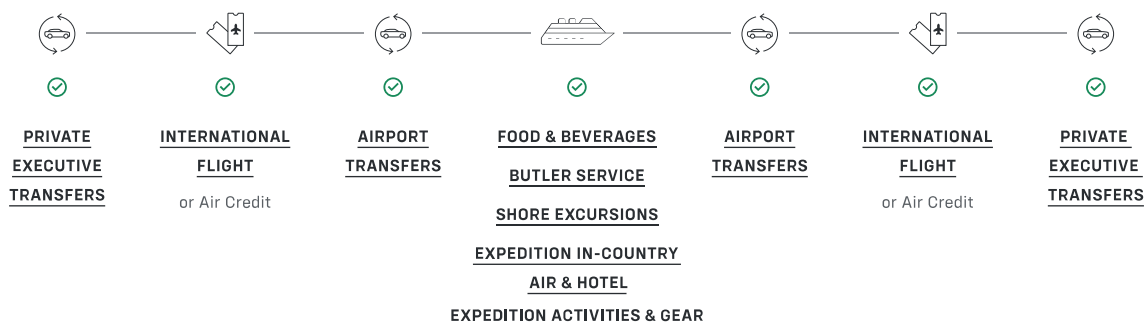 PRIVATE
EXECUTIVE
TRANSFERS
INTERNATIONAL
FLIGHT
or Air Credit
AIRPORT
TRANSFERS
FOOD & BEVERAGES
BUTLER SERVICE
SHORE EXCURSIONS
EXPEDITION IN-COUNTRY
AIR & HOTEL
EXPEDITION ACTIVITIES & GEAR
AIRPORT
TRANSFERS
INTERNATIONAL
FLIGHT
or Air Credit
PRIVATE
EXECUTIVE
TRANSFERS